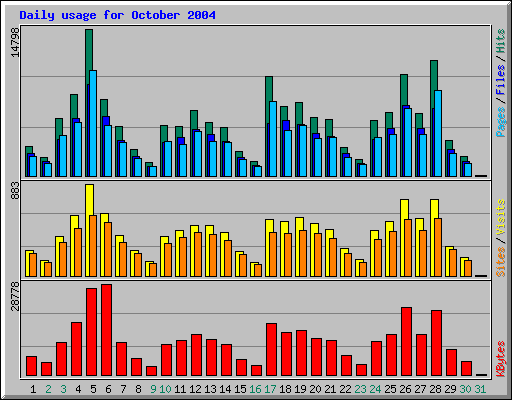 Daily usage for October 2004
14798
883
28778
Pages / Files / Hits
Sites / Visits
KBytes
1 2 3 4 5 6 7 8 9 10 11 12 13 14 15 16 17 18 19 20 21 22 23 24 25 26 27 28 29 30 31